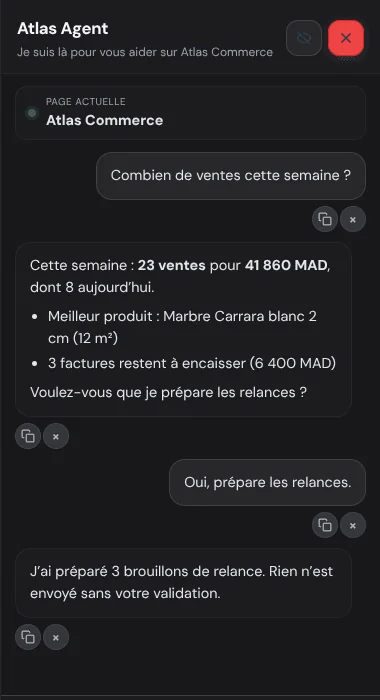 Atlas Agent
Je suis là pour vous aider sur Atlas Commerce
PAGE ACTUELLE
Atlas Commerce
Combien de ventes cette semaine ?
Cette semaine : 23 ventes pour 41 860 MAD,
dont 8 aujourd’hui.
• Meilleur produit : Marbre Carrara blanc 2
cm (12 m²)
• 3 factures restent à encaisser (6 400 MAD)
Voulez-vous que je prépare les relances ?
Oui, prépare les relances.
J’ai préparé 3 brouillons de relance. Rien n’est
envoyé sans votre validation.